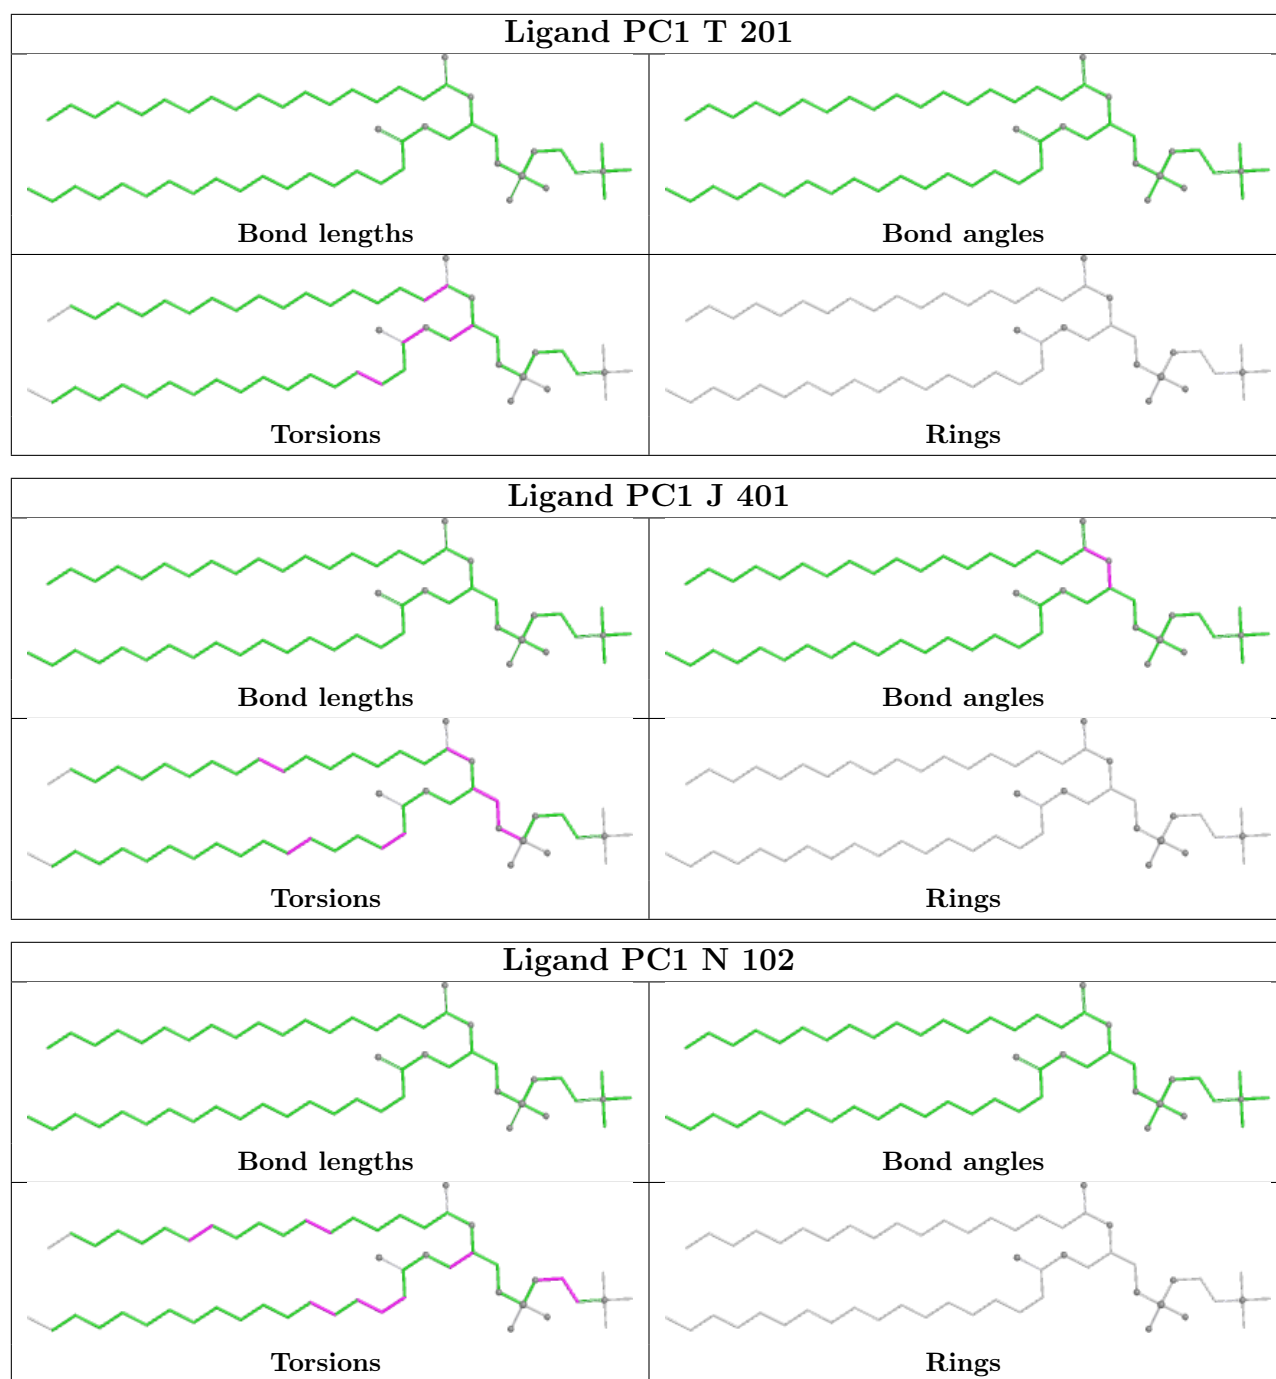 Ligand PC1 T 201
Bond lengths
Bond angles
Torsions
Rings
Ligand PC1 J 401
Bond lengths
Bond angles
Torsions
Rings
Ligand PC1 N 102
Bond lengths
Bond angles
Torsions
Rings